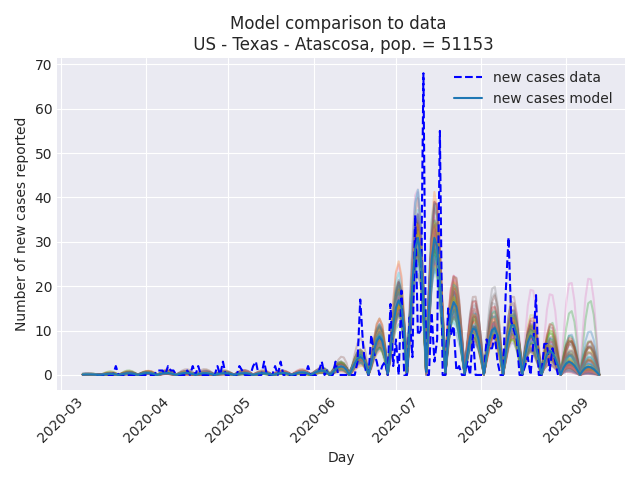 Model comparison to data
US - Texas - Atascosa, pop. = 51153
new cases data
new cases model
Number of new cases reported
70
60
50
40
30
20
10
0
2020-03
2020-04
2020-05
2020-06
2020-07
2020-08
2020-09
Day